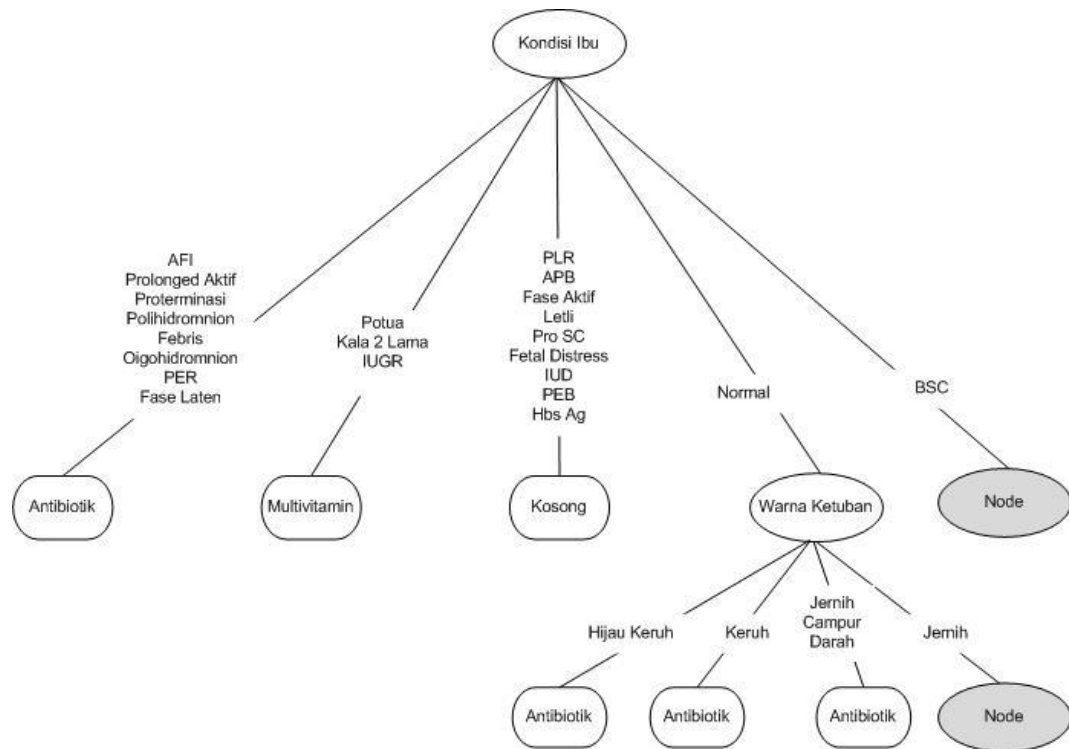 Kondisi Ibu
AFI
Prolonged Aktif
Proterminasi
Polihidromnion
Febris
Oigohidromnion
PER
Fase Laten
Potua
Kala 2 Lama
IUGR
PLR
APB
Fase Aktif
Letli
Pro SC
Fetal Distress
IUD
PEB
Hbs Ag
Normal
BSC
Antibiotik
Multivitamin
Kosong
Warna Ketuban
Node
Hijau Keruh
Keruh
Jernih
Campur
Darah
Jernih
Antibiotik
Antibiotik
Antibiotik
Node